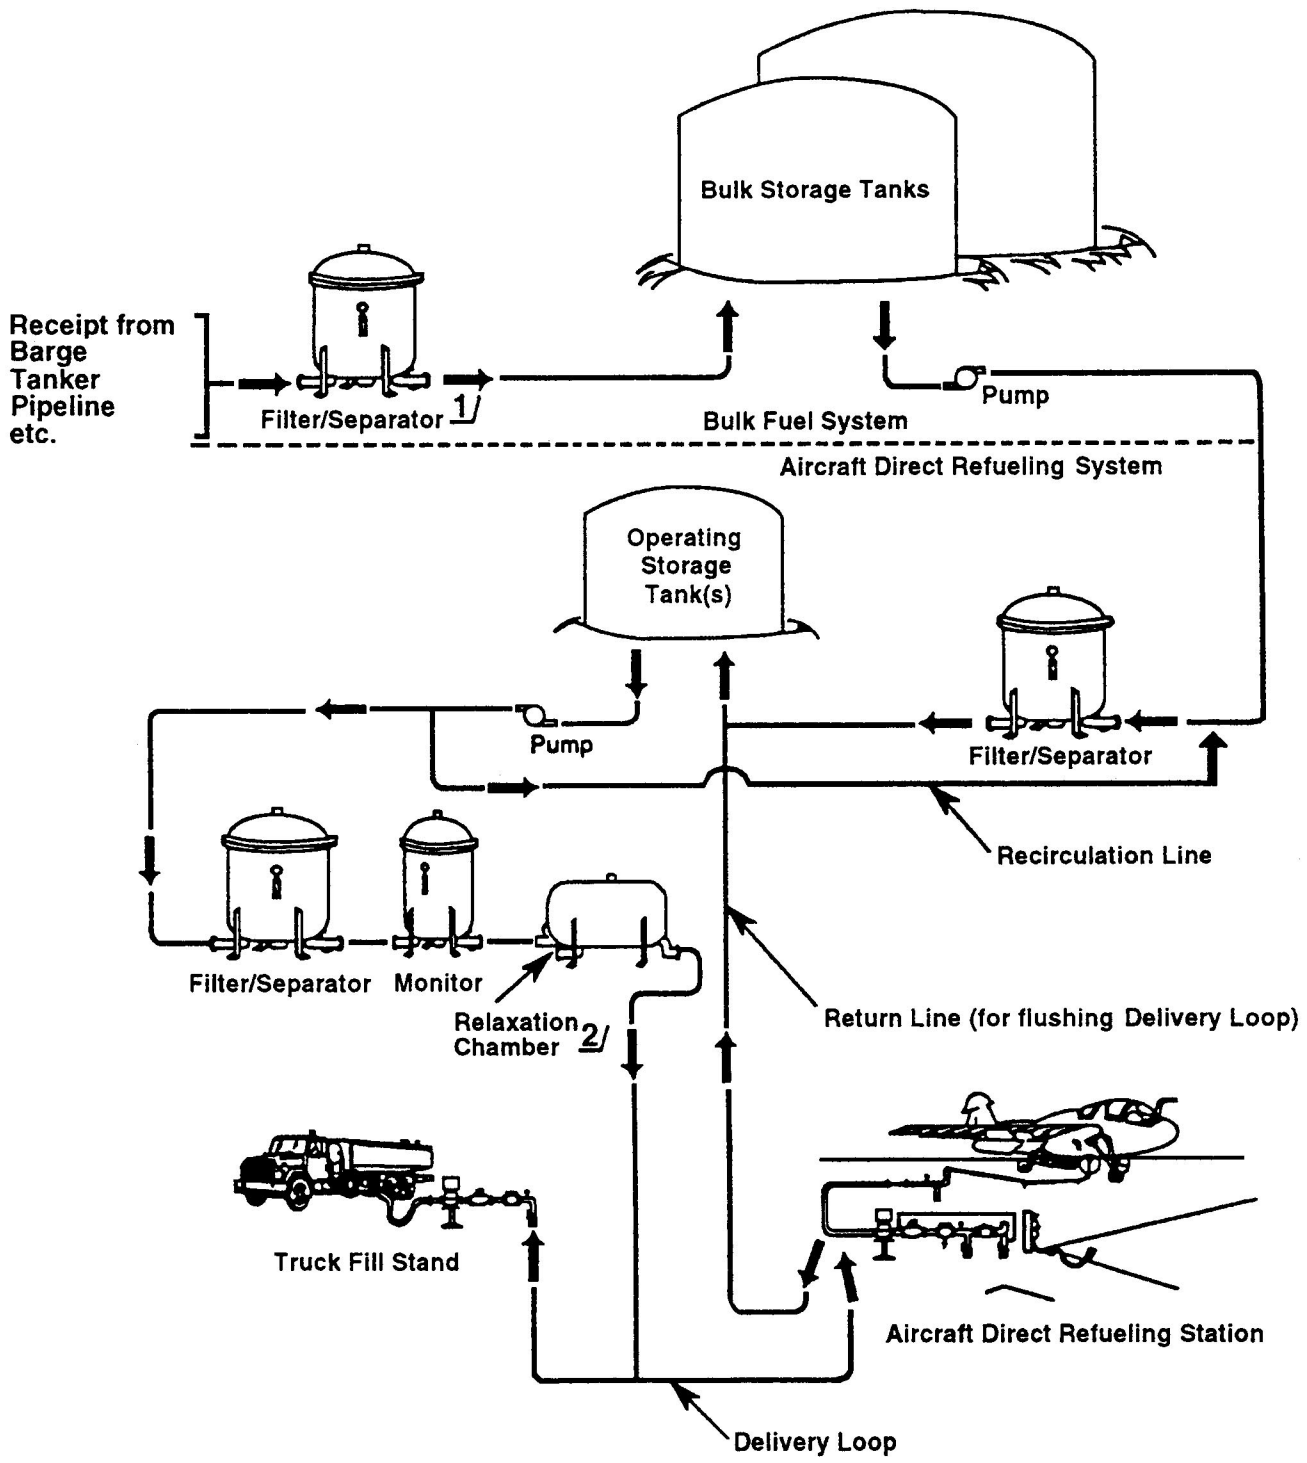 Bulk Storage Tanks
Receipt from
Barge
Tanker
Pipeline
etc.
Filter/Separator 1/
Pump
Bulk Fuel System
Aircraft Direct Refueling System
Operating
Storage
Tank(s)
Pump
Filter/Separator
Recirculation Line
Filter/Separator
Monitor
Relaxation
Chamber 2/
Return Line (for flushing Delivery Loop)
Truck Fill Stand
Aircraft Direct Refueling Station
Delivery Loop